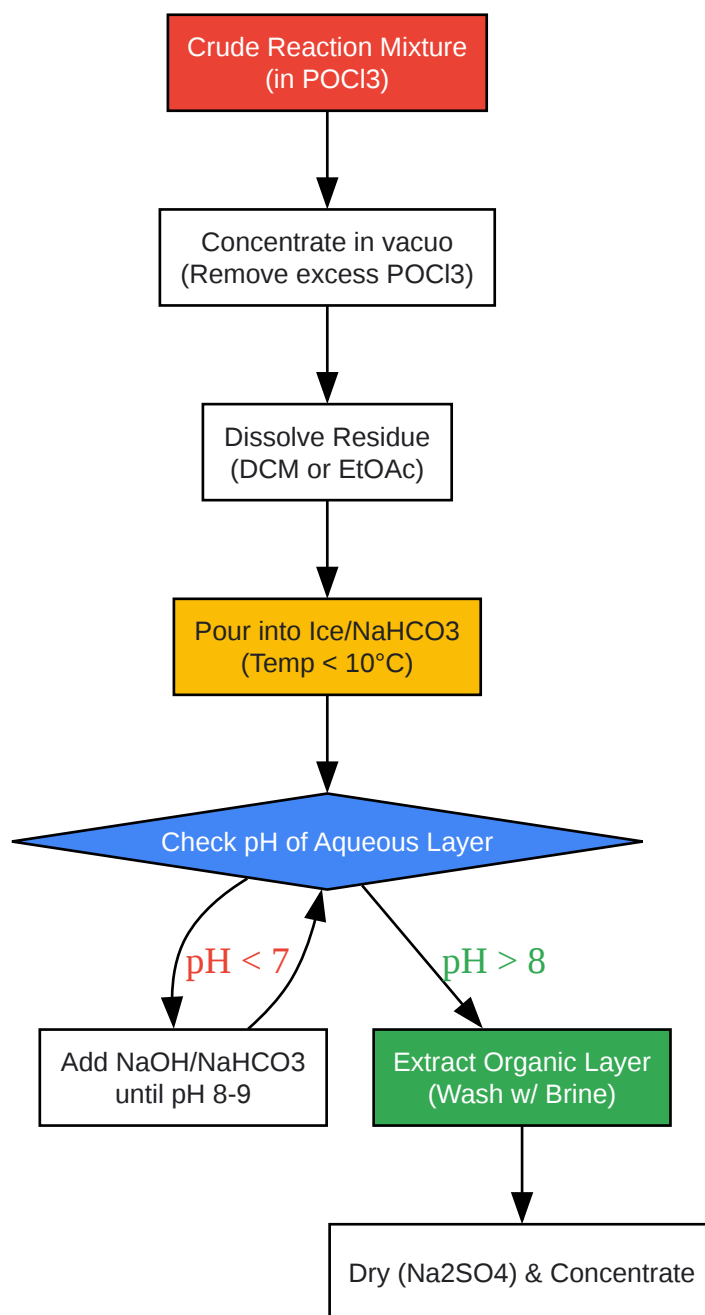 Crude Reaction Mixture
(in POCl3)
Concentrate in vacuo
(Remove excess POCl3)
Dissolve Residue
(DCM or EtOAc)
Pour into Ice/NaHCO3
(Temp < 10°C)
Check pH of Aqueous Layer
pH < 7
pH > 8
Add NaOH/NaHCO3
until pH 8-9
Extract Organic Layer
(Wash w/ Brine)
Dry (Na2SO4) & Concentrate